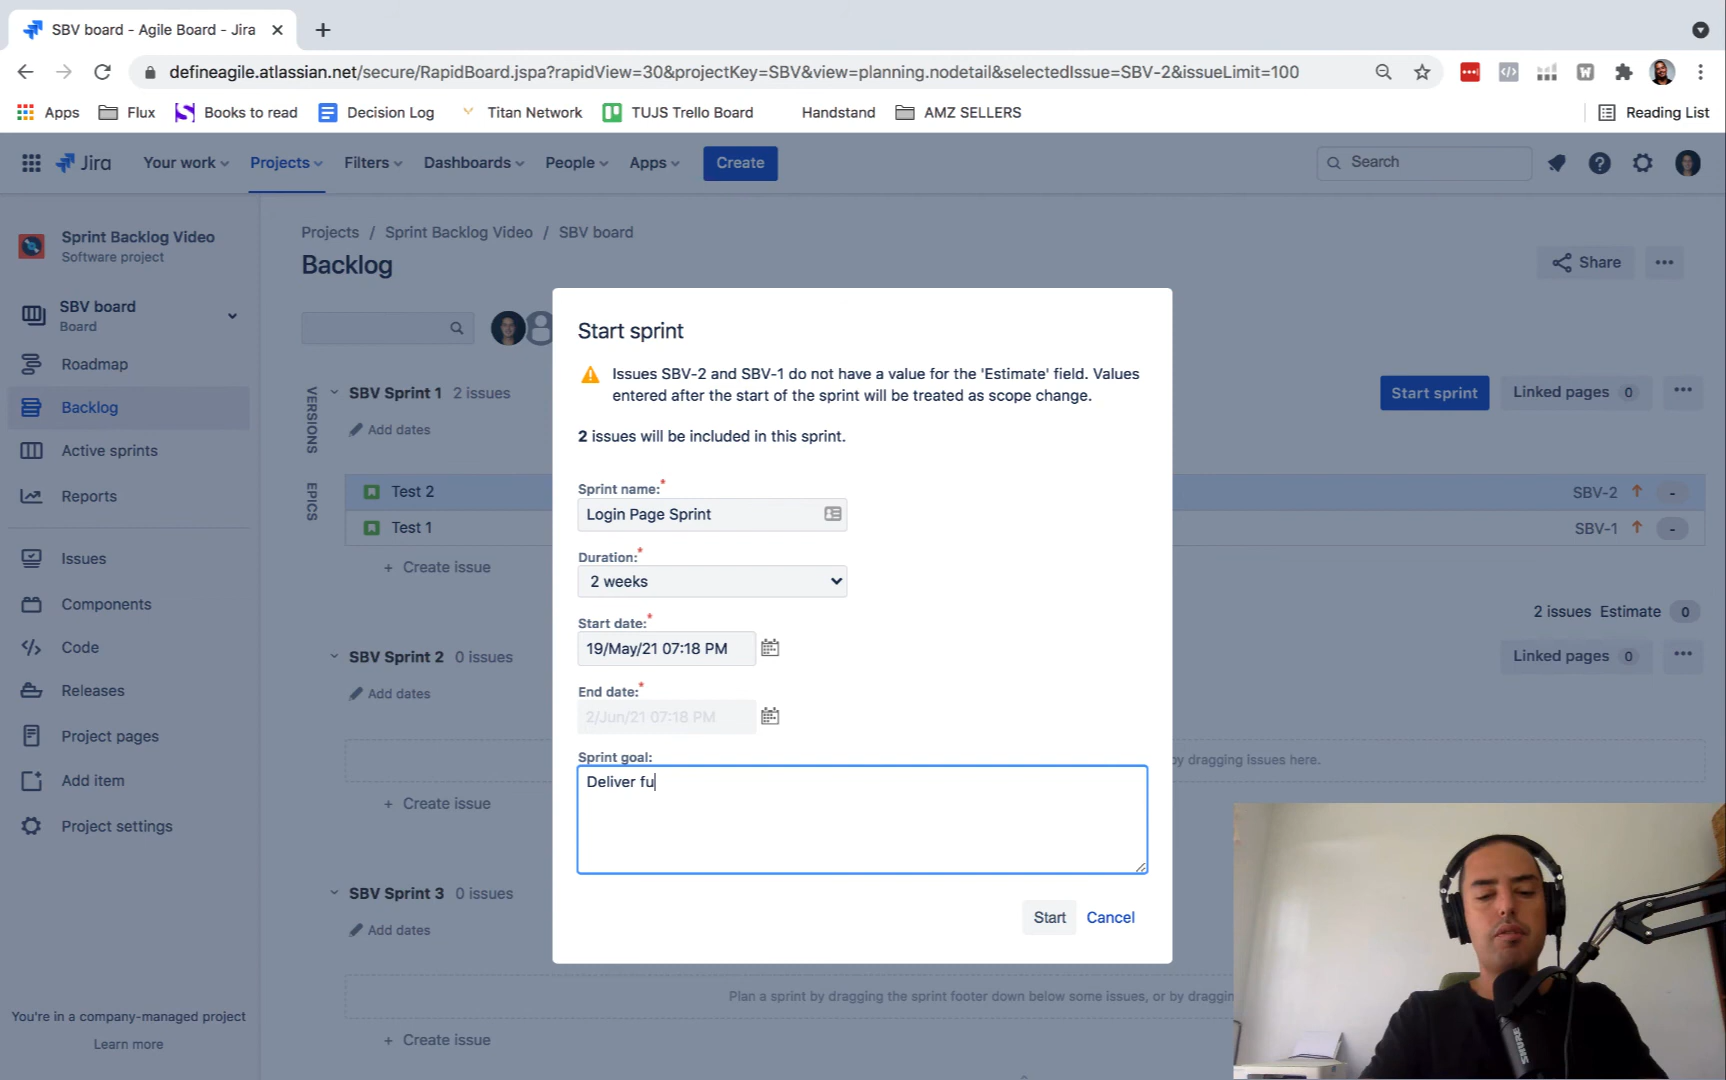 SBV board - Agile Board - Jira
defineagile.atlassian.net/secure/RapidBoard.jspa?rapidView=30&projectKey=SBV&view=planning.nodetail&selectedIssue=SBV-2&issueLimit=100
Apps Flux Books to read Decision Log Titan Network TUJS Trello Board Handstand AMZ SELLERS Reading List
Jira Your work Projects Filters Dashboards People Apps Create Search
Sprint Backlog Video
Software project
SBV board
Board
Roadmap
Backlog
Active sprints
Reports
Issues
Components
Code
Releases
Project pages
Add item
Project settings
You're in a company-managed project
Learn more
Projects / Sprint Backlog Video / SBV board
Backlog
Share
VERSIONS
EPICS
SBV Sprint 1 2 issues
Add dates
Start sprint
Linked pages 0
Test 2
SBV-2 -
Test 1
SBV-1 -
+ Create issue
2 issues Estimate 0
SBV Sprint 2 0 issues
Linked pages 0
Add dates
by dragging issues here.
+ Create issue
SBV Sprint 3 0 issues
Add dates
Plan a sprint by dragging the sprint footer down below some issues, or by dragging
+ Create issue
Start sprint
Issues SBV-2 and SBV-1 do not have a value for the 'Estimate' field. Values
entered after the start of the sprint will be treated as scope change.
2 issues will be included in this sprint.
Sprint name:*
Login Page Sprint
Duration:*
2 weeks
Start date:*
19/May/21 07:18 PM
End date:*
2/Jun/21 07:18 PM
Sprint goal:
Deliver fu
Start Cancel
SHURE